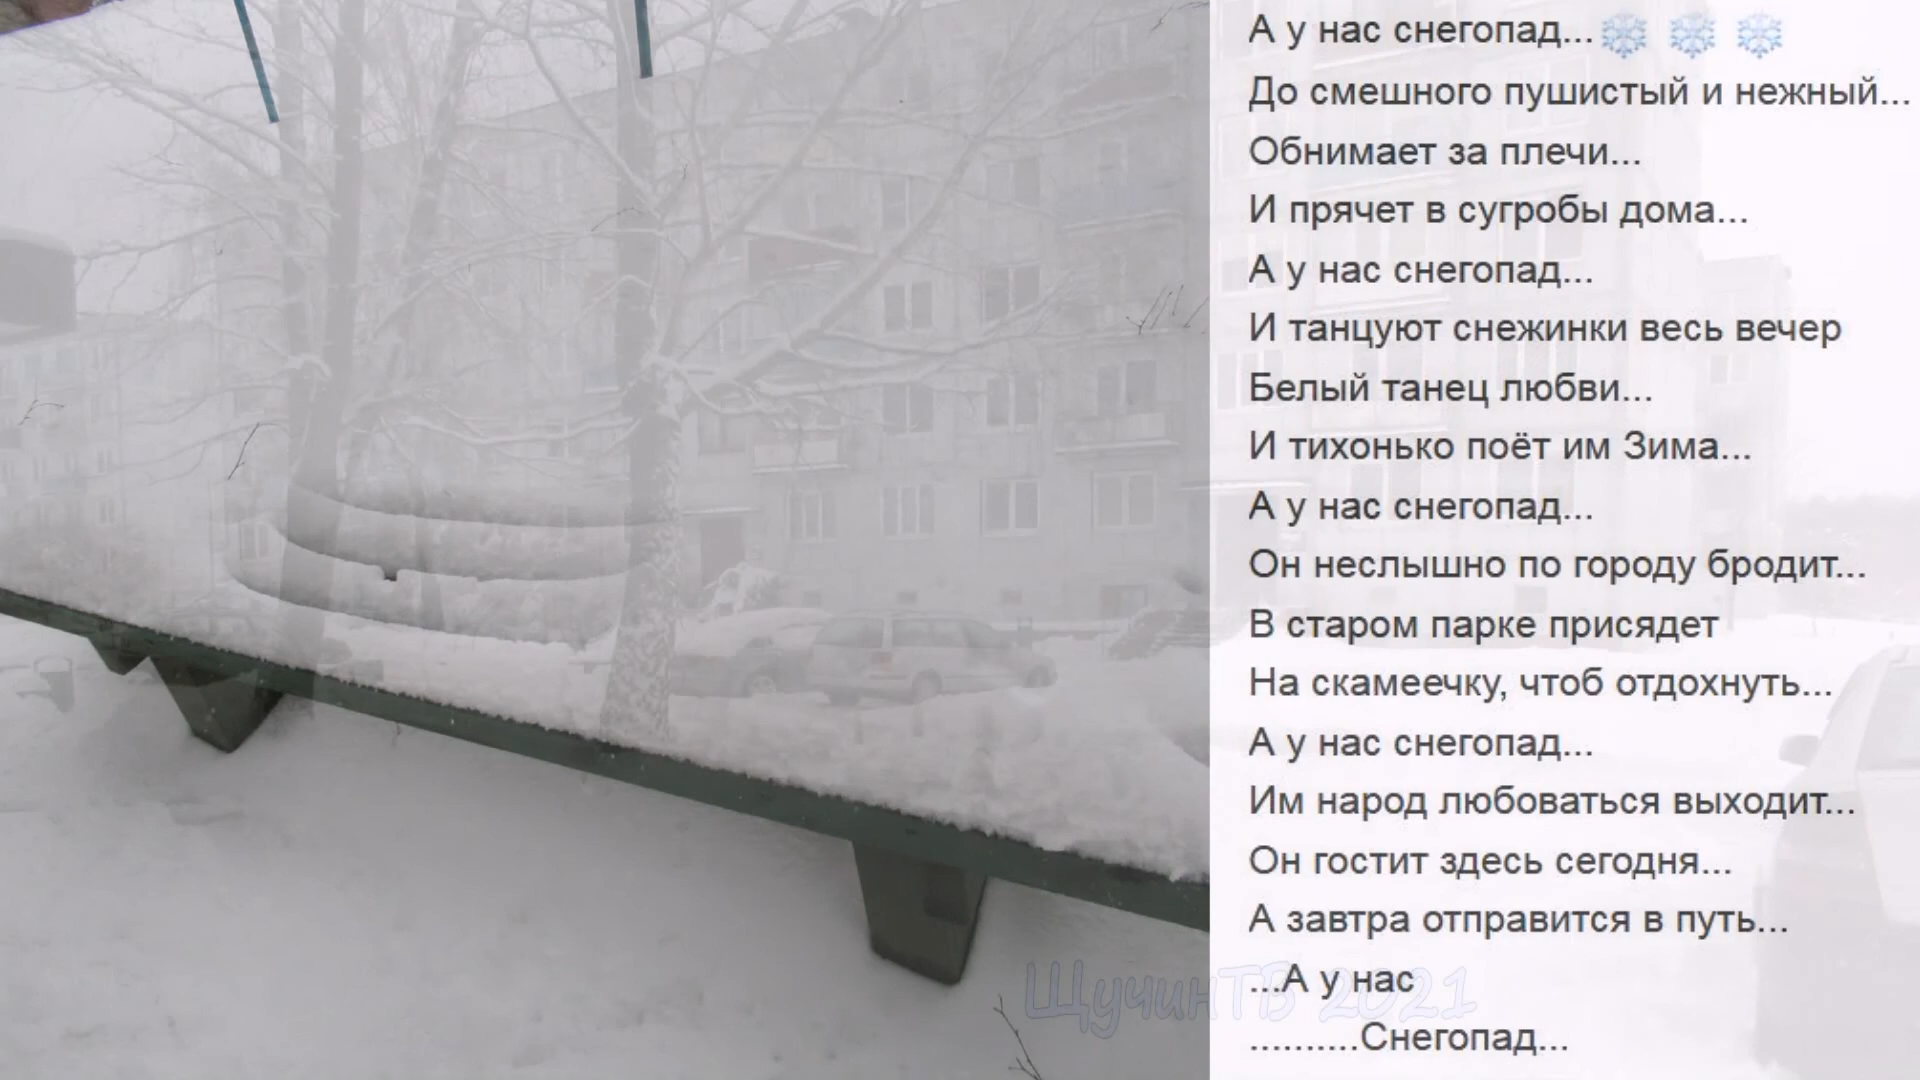 А у нас снегопад...❄ ❄ ❄
До смешного пушистый и нежный...
Обнимает за плечи...
И прячет в сугробы дома...
А у нас снегопад...
И танцуют снежинки весь вечер
Белый танец любви...
И тихонько поёт им Зима...
А у нас снегопад...
Он неслышно по городу бродит...
В старом парке присядет
На скамеечку, чтоб отдохнуть...
А у нас снегопад...
Им народ любоваться выходит...
Он гостит здесь сегодня...
А завтра отправится в путь...
...А у нас
..........Снегопад...
ЩучинТВ 2021